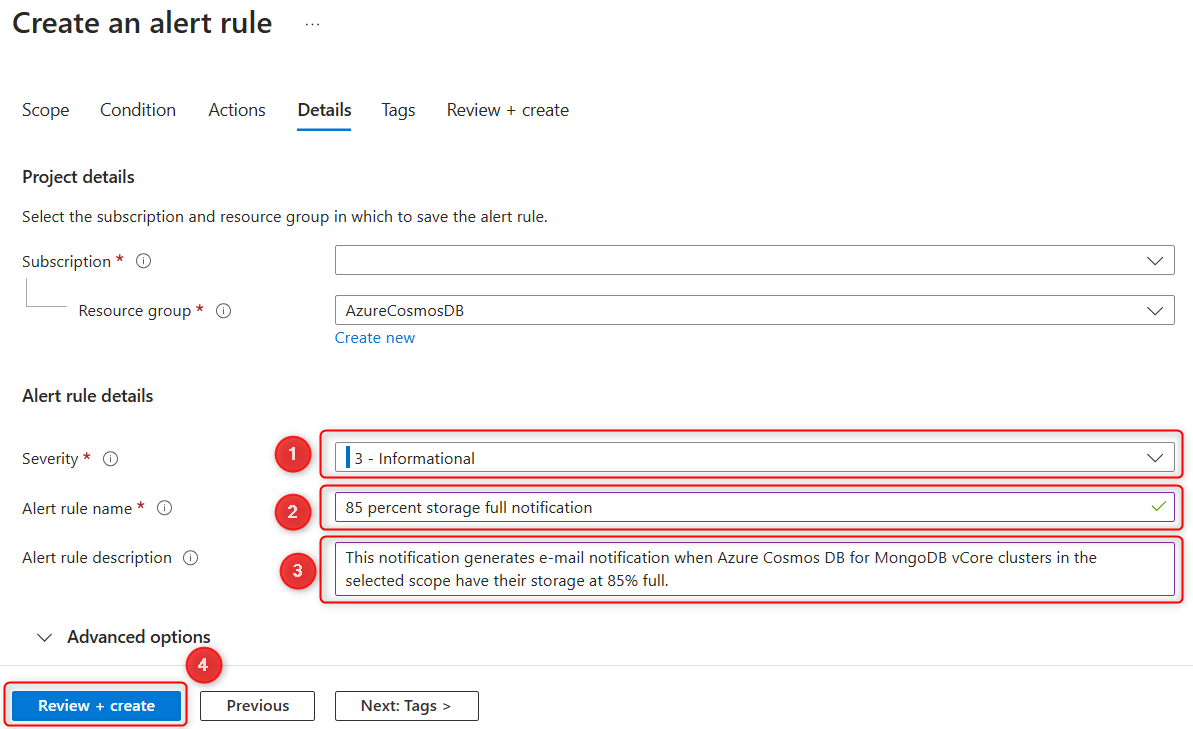 Create an alert rule ...
Scope Condition Actions Details Tags Review + create
Project details
Select the subscription and resource group in which to save the alert rule.
Subscription *
Resource group * AzureCosmosDB
Create new
Alert rule details
Severity * 1 3 - Informational
Alert rule name * 2 85 percent storage full notification
Alert rule description 3 This notification generates e-mail notification when Azure Cosmos DB for MongoDB vCore clusters in the
selected scope have their storage at 85% full.
Advanced options
4
Review + create Previous Next: Tags >